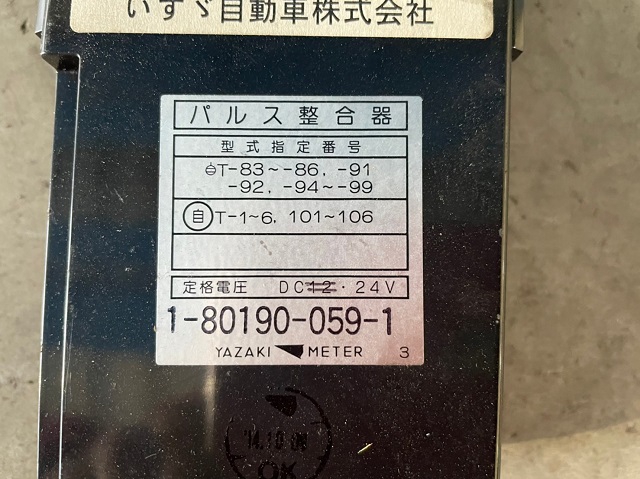 いすゞ自動車株式会社
パルス整合器
型式指定番号
T-83~-86, -91
-92, -94~-99
自 T-1~6, 101~106
定格電圧 DC12・24V
1-80190-059-1
YAZAKI METER 3
OK